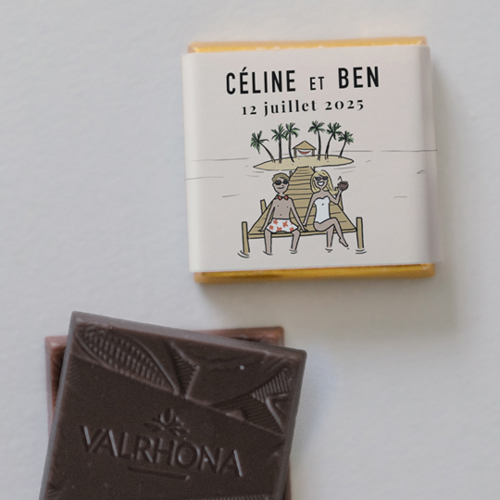 CÉLINE ET BEN
12 juillet 2025
VALRHONA